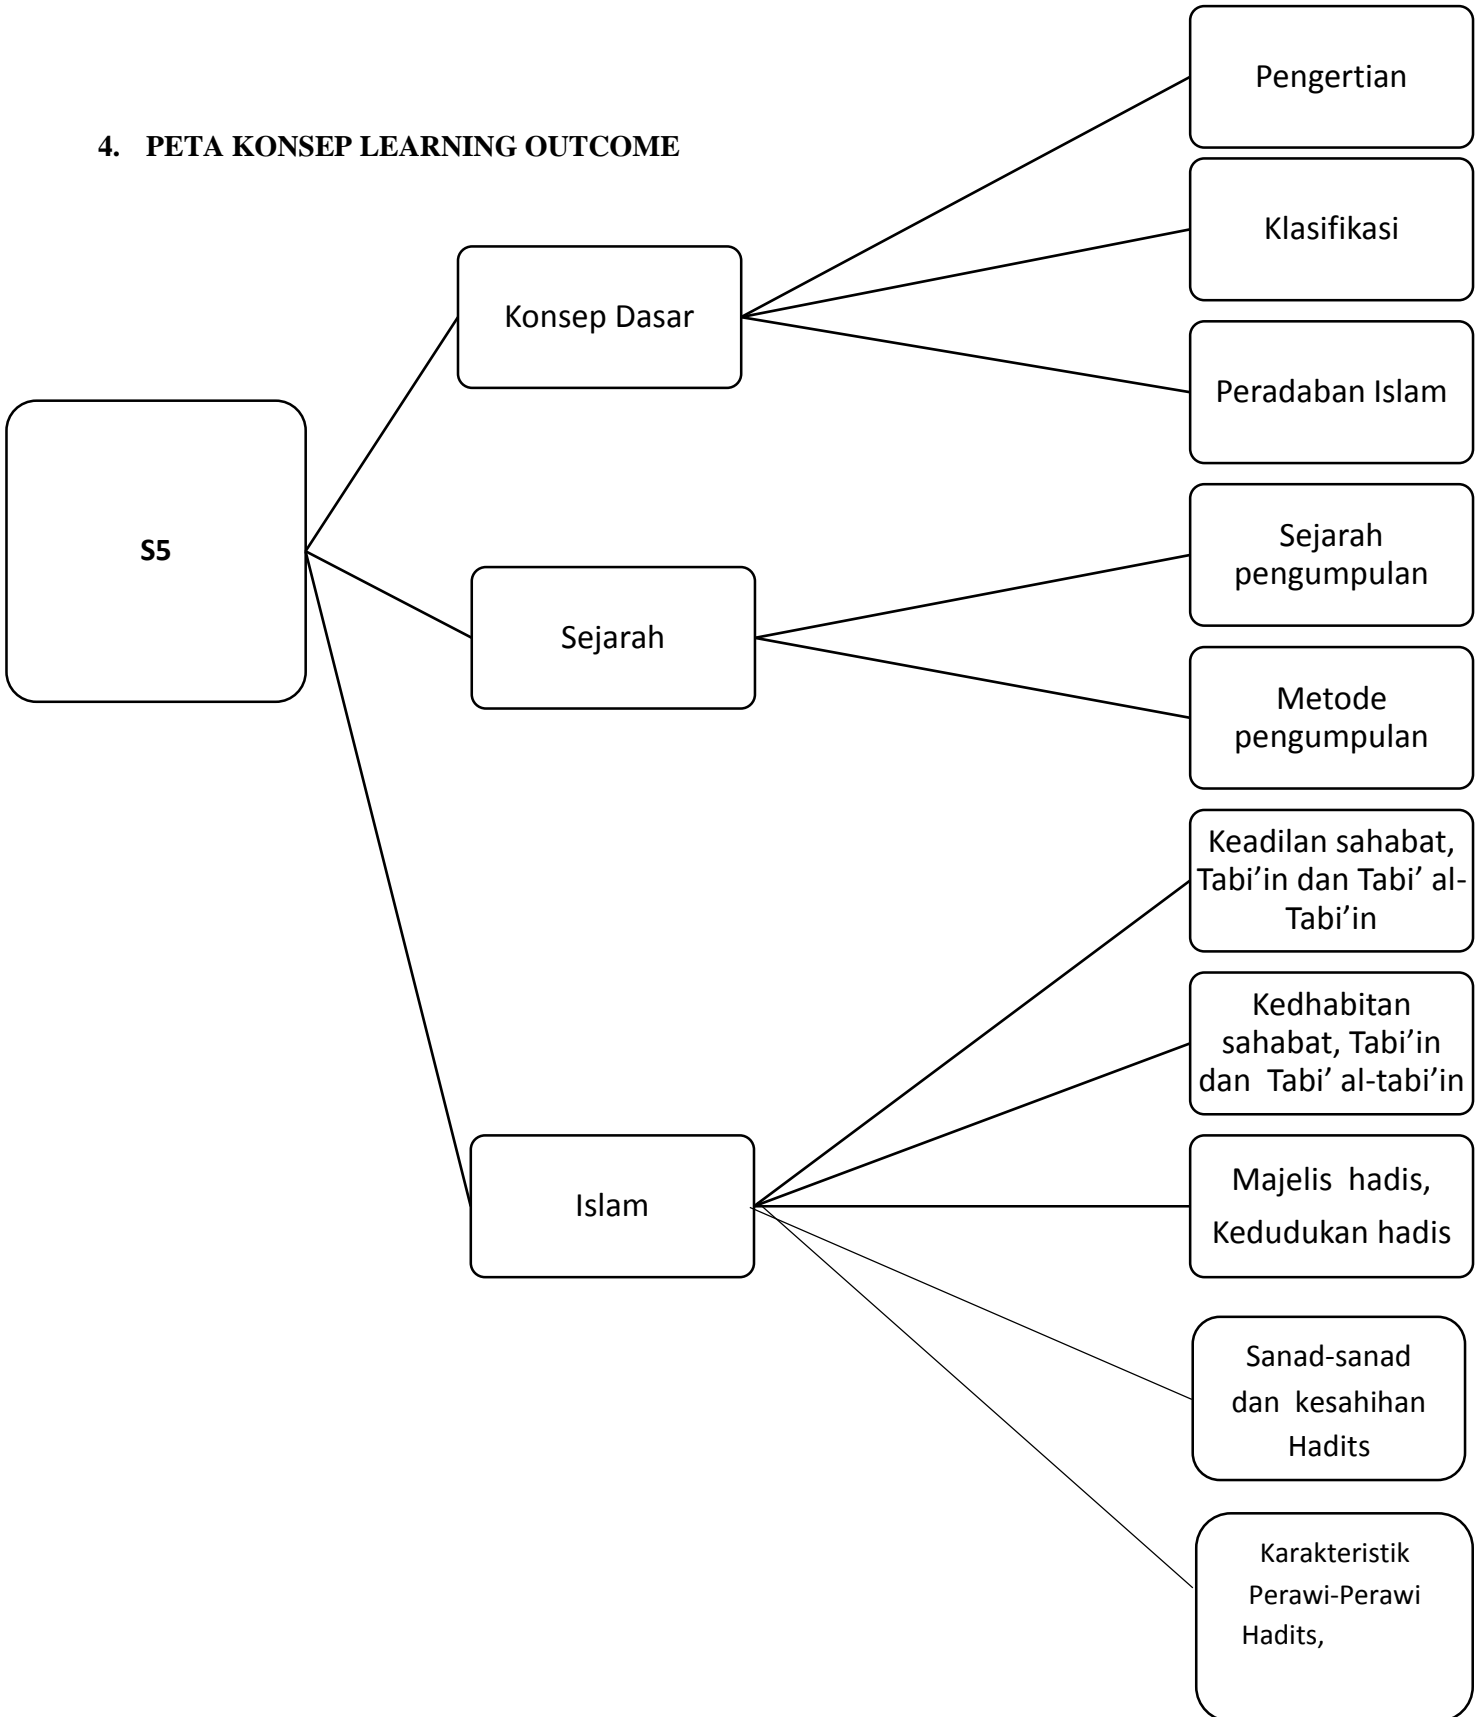 4. PETA KONSEP LEARNING OUTCOME
S5
Konsep Dasar
Pengertian
Klasifikasi
Peradaban Islam
Sejarah
Sejarah
pengumpulan
Metode
pengumpulan
Islam
Keadilan sahabat,
Tabi’in dan Tabi’ al-
Tabi’in
Kedhabitan
sahabat, Tabi’in
dan Tabi’ al-tabi’in
Majelis hadis,
Kedudukan hadis
Sanad-sanad
dan kesahihan
Hadits
Karakteristik
Perawi-Perawi
Hadits,